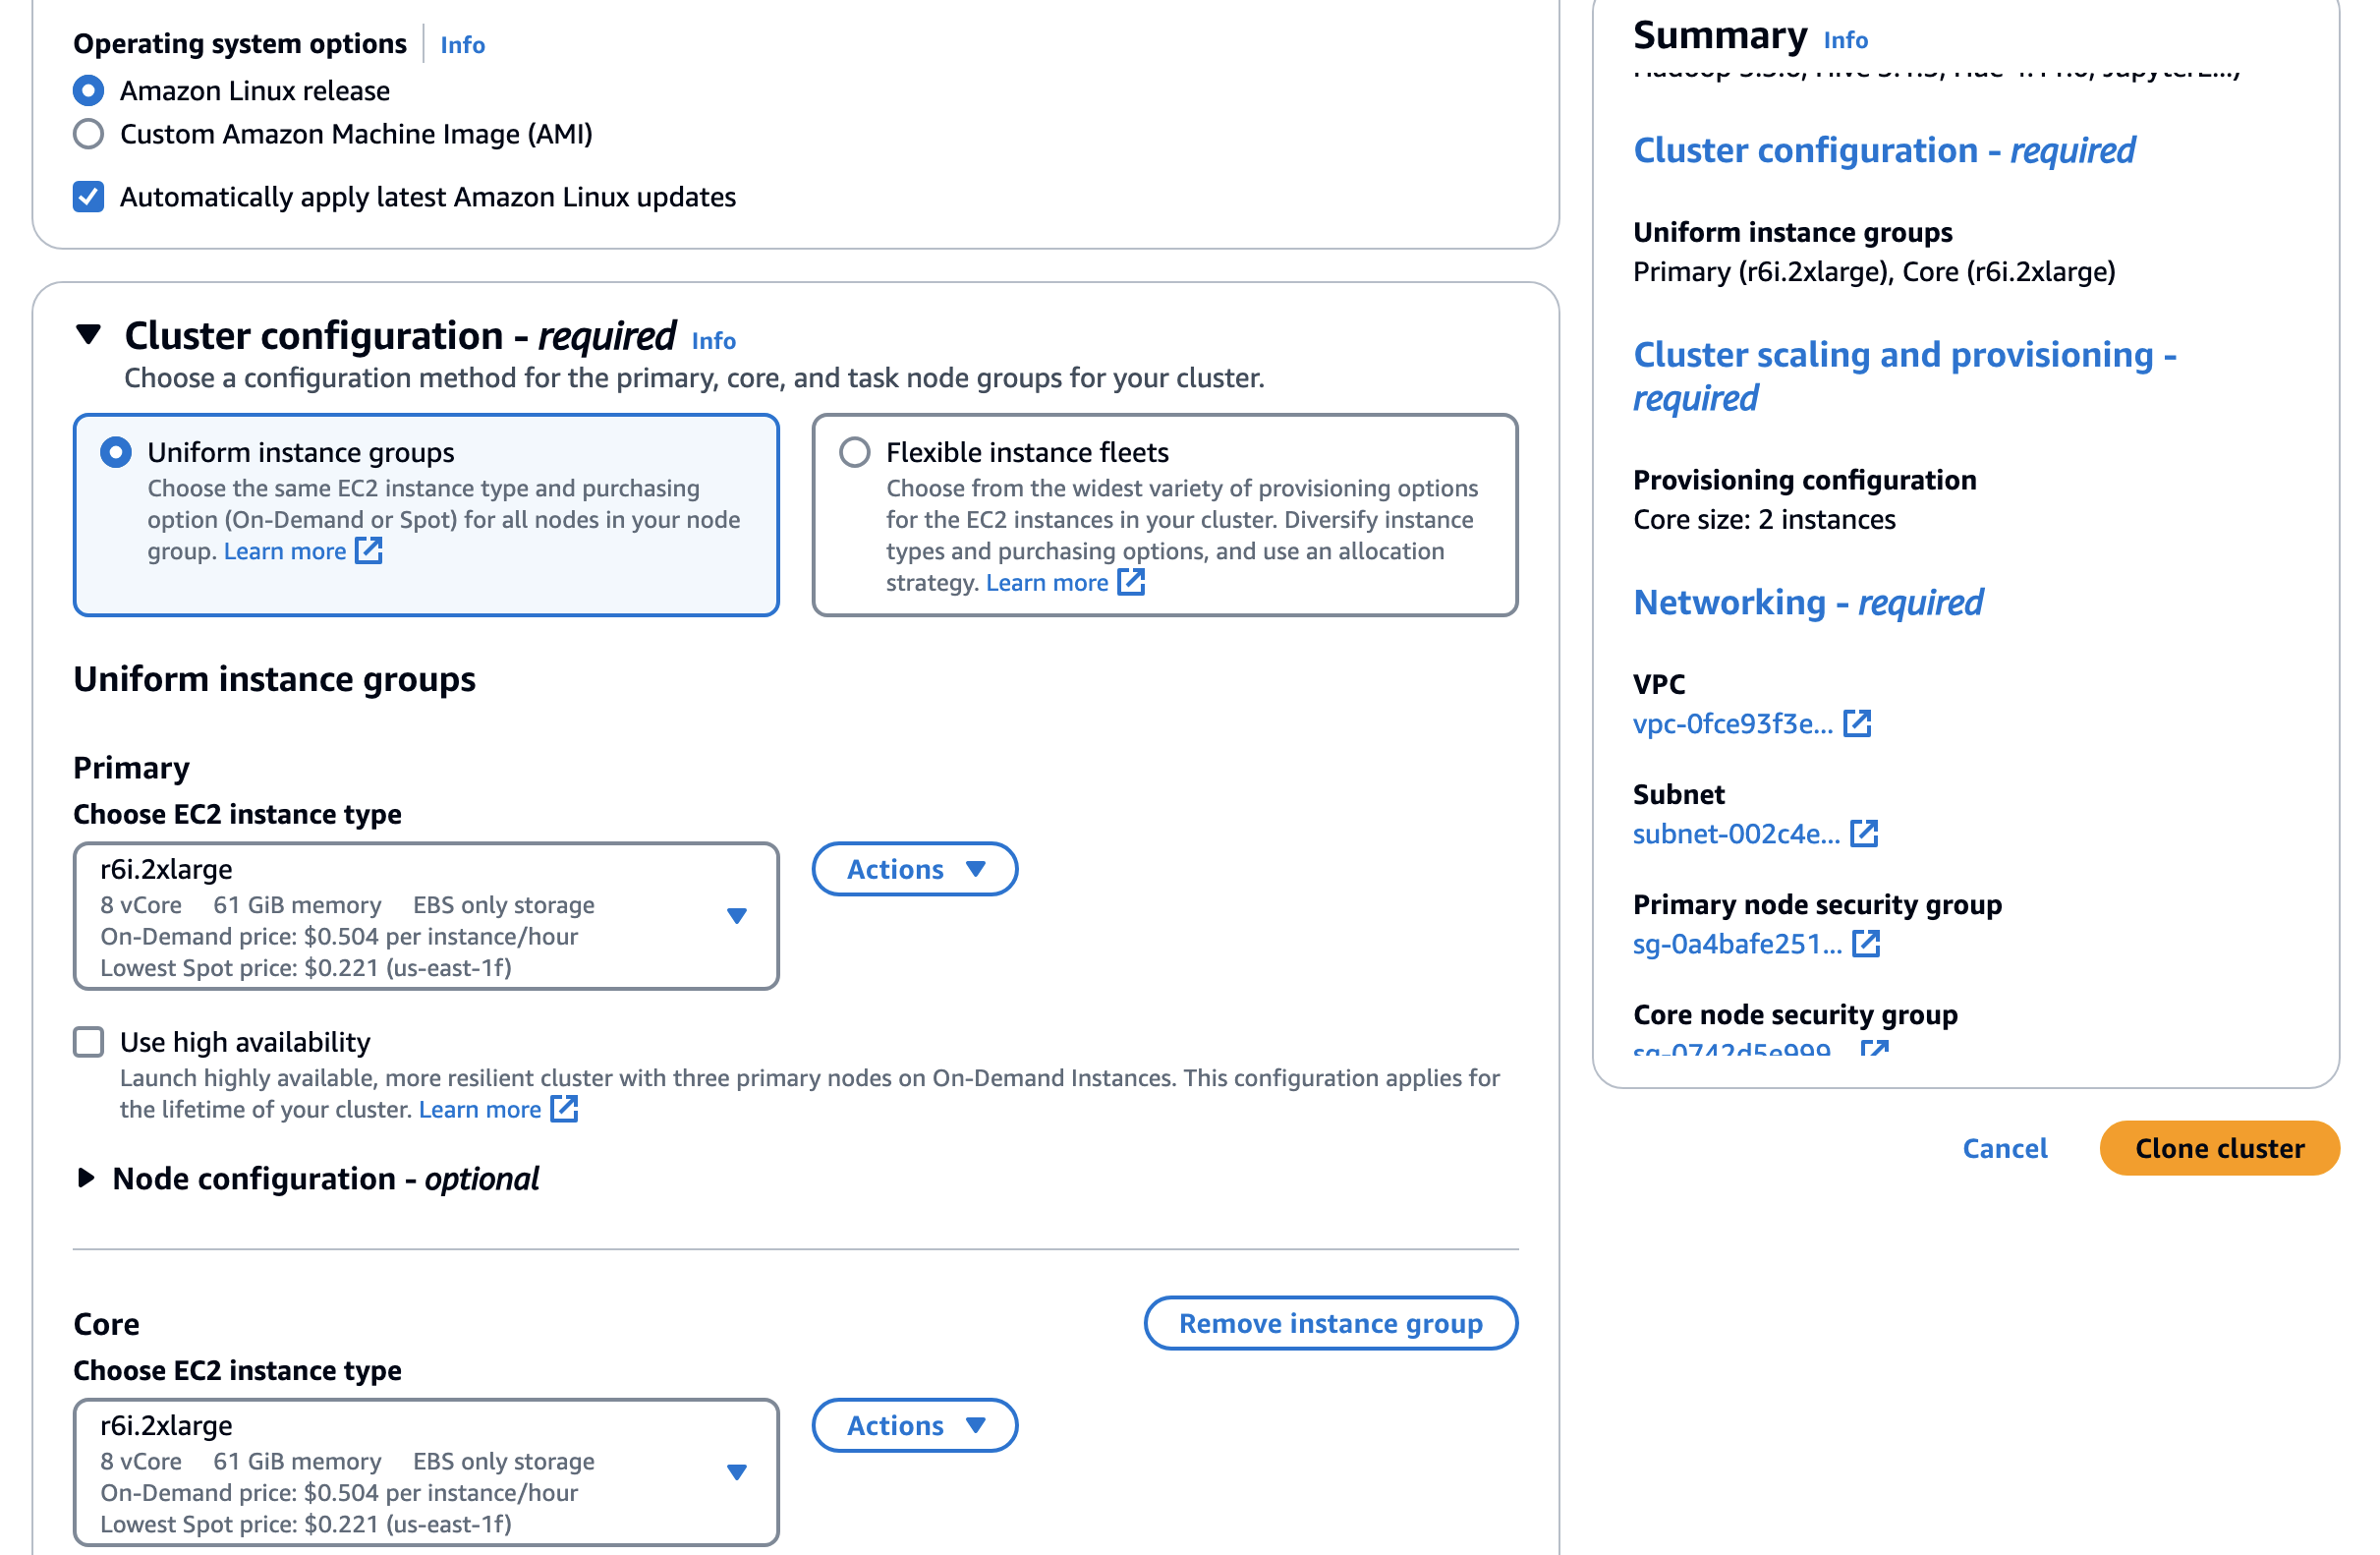 Operating system options Info
Amazon Linux release
Custom Amazon Machine Image (AMI)
Automatically apply latest Amazon Linux updates
Cluster configuration - required Info
Choose a configuration method for the primary, core, and task node groups for your cluster.
Uniform instance groups
Choose the same EC2 instance type and purchasing
option (On-Demand or Spot) for all nodes in your node
group. Learn more
Flexible instance fleets
Choose from the widest variety of provisioning options
for the EC2 instances in your cluster. Diversify instance
types and purchasing options, and use an allocation
strategy. Learn more
Uniform instance groups
Primary
Choose EC2 instance type
r6i.2xlarge
8 vCore 61 GiB memory EBS only storage
On-Demand price: $0.504 per instance/hour
Lowest Spot price: $0.221 (us-east-1f)
Actions
Use high availability
Launch highly available, more resilient cluster with three primary nodes on On-Demand Instances. This configuration applies for
the lifetime of your cluster. Learn more
Node configuration - optional
Core
Remove instance group
Choose EC2 instance type
r6i.2xlarge
8 vCore 61 GiB memory EBS only storage
On-Demand price: $0.504 per instance/hour
Lowest Spot price: $0.221 (us-east-1f)
Actions
Summary Info
Cluster configuration - required
Uniform instance groups
Primary (r6i.2xlarge), Core (r6i.2xlarge)
Cluster scaling and provisioning -
required
Provisioning configuration
Core size: 2 instances
Networking - required
VPC
vpc-0fce93f3e...
Subnet
subnet-002c4e...
Primary node security group
sg-0a4bafe251...
Core node security group
sg-0742d5e999...
Cancel
Clone cluster